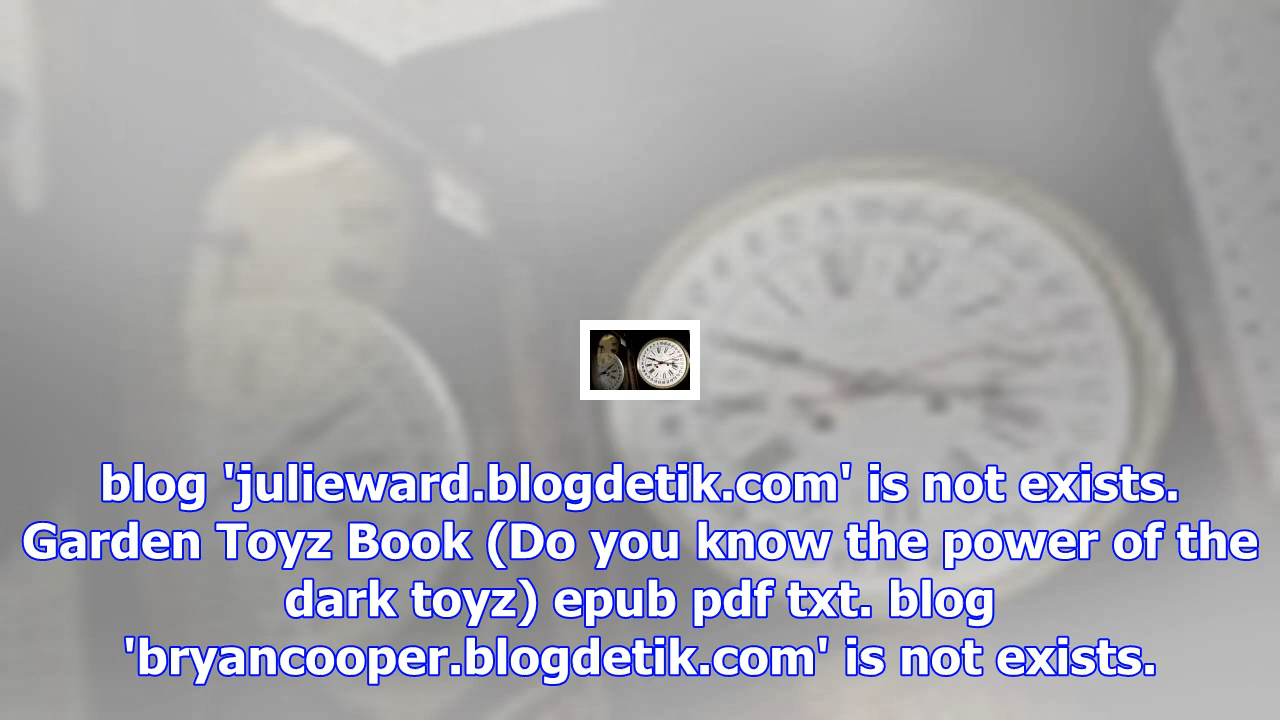 blog 'julieward.blogdetik.com' is not exists.
Garden Toyz Book (Do you know the power of the
dark toyz) epub pdf txt. blog
'bryancooper.blogdetik.com' is not exists.